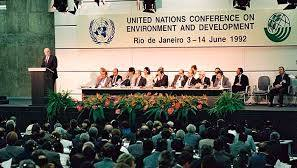 UNITED NATIONS CONFERENCE ON
ENVIRONMENT AND DEVELOPMENT
Rio de Janeiro 3-14 June 1992